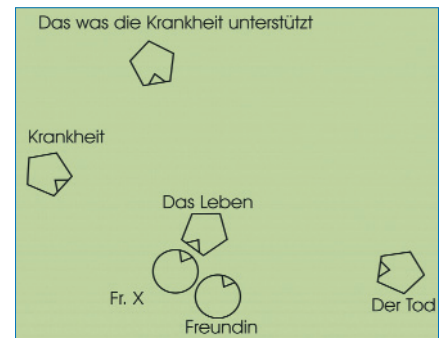 Das was die Krankheit unterstützt
Krankheit
Das Leben
Fr. X
Der Tod
Freundin